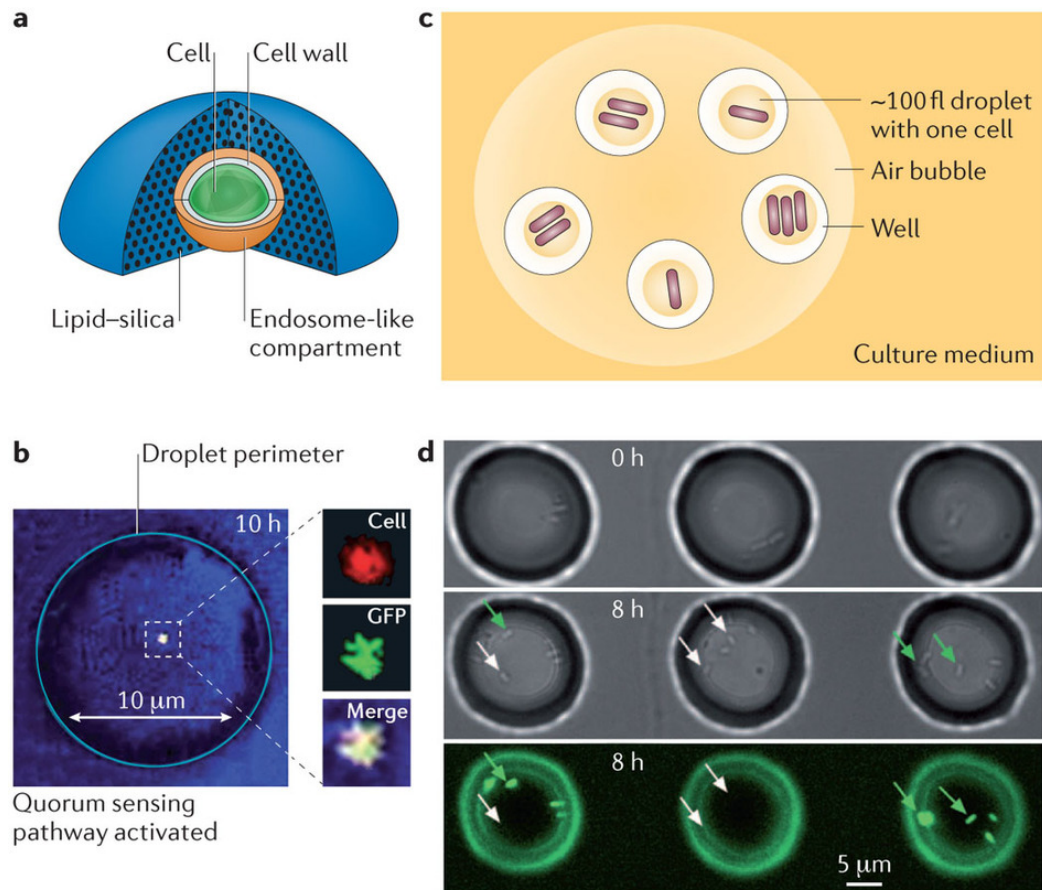 a
Cell
Cell wall
Lipid–silica
Endosome-like
compartment
c
~100 fl droplet
with one cell
Air bubble
Well
Culture medium
b
Droplet perimeter
10 h
10 μm
Cell
GFP
Merge
Quorum sensing
pathway activated
d
0 h
8 h
8 h
5 μm